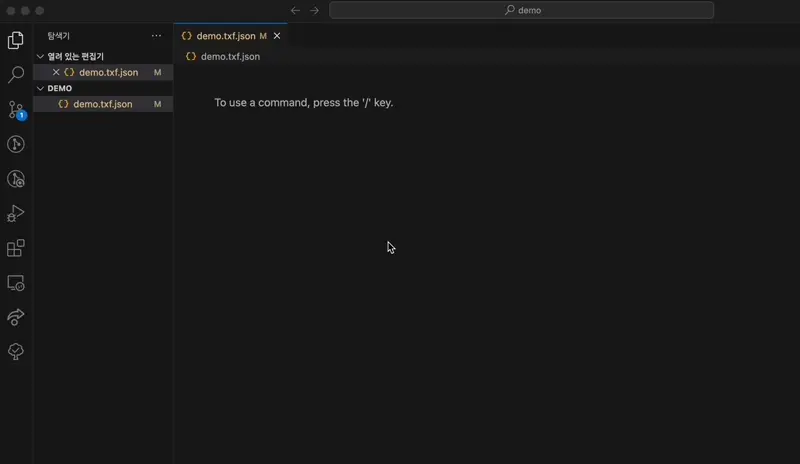 demo
탐색기
demo.txf.json M
열려 있는 편집기
demo.txf.json M
demo.txf.json
DEMO
demo.txf.json M
To use a command, press the '/' key.
1